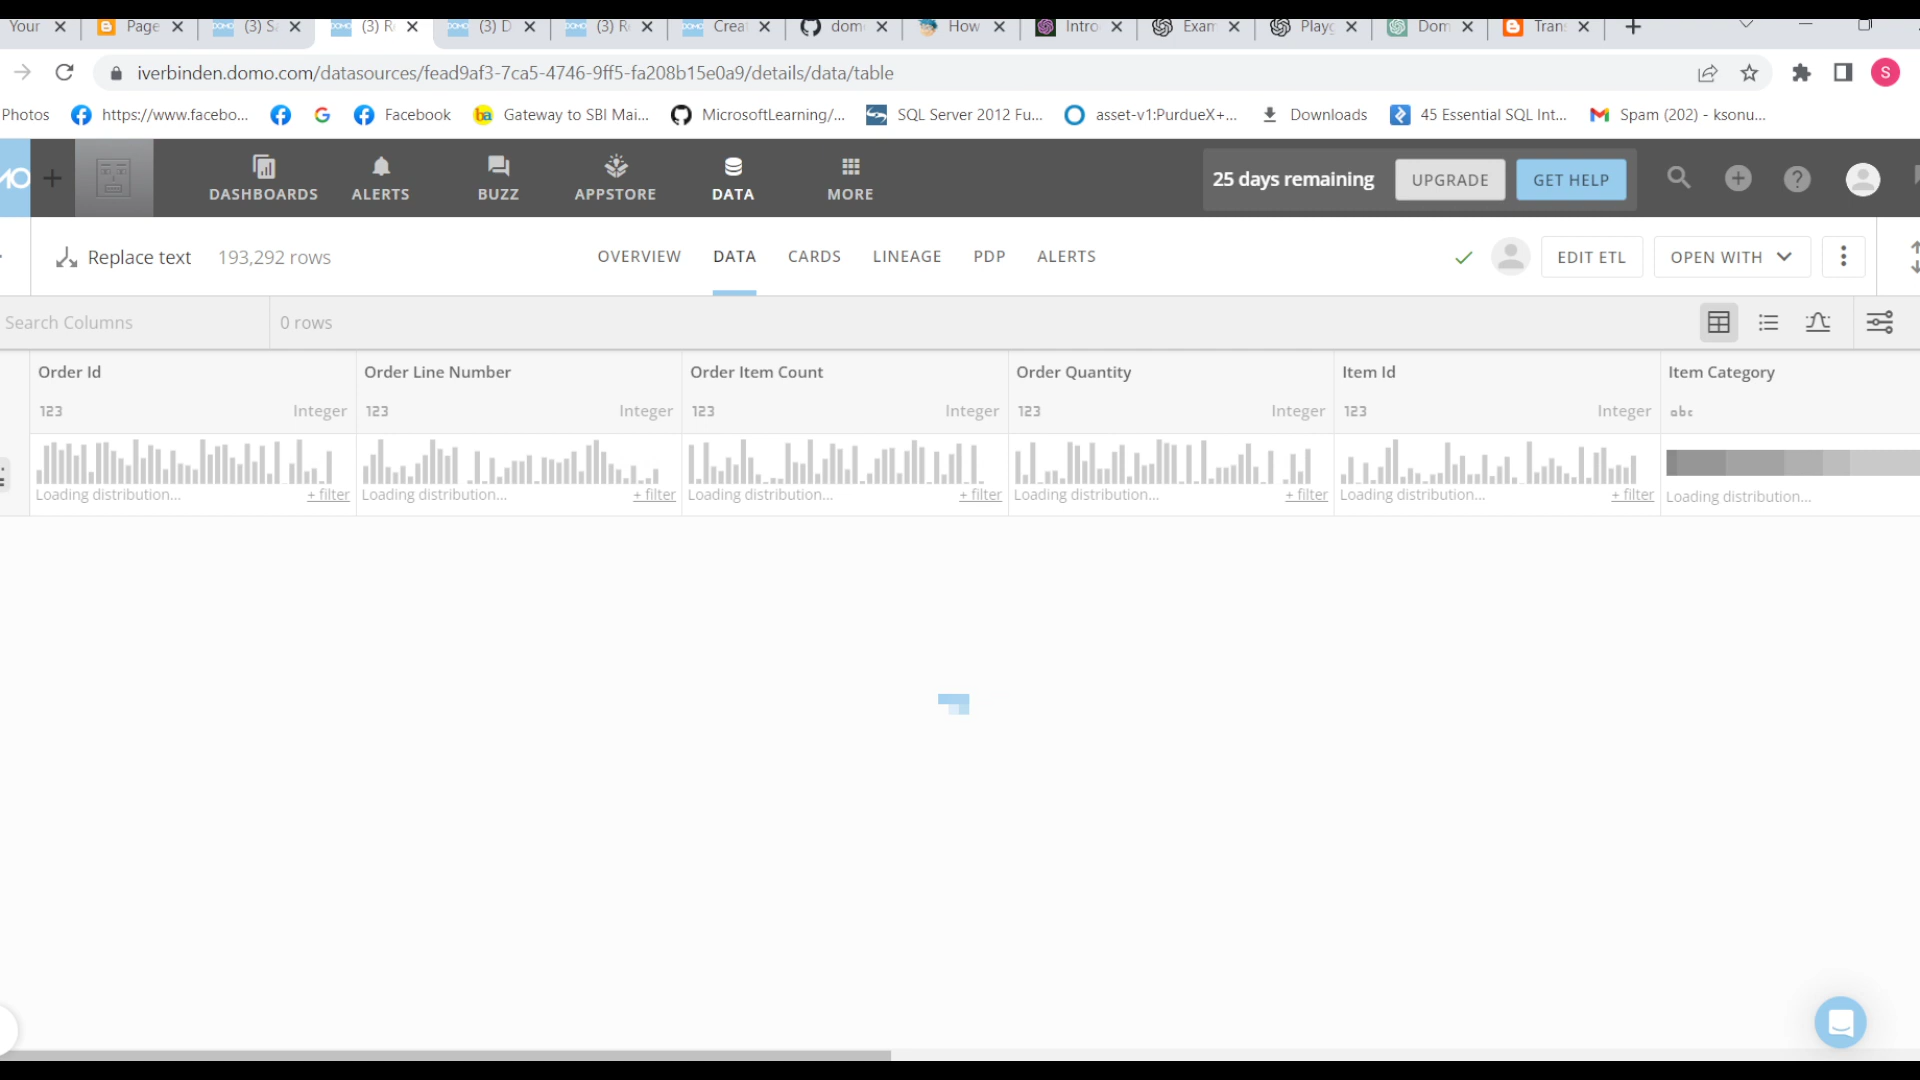 Your
Page
(3) S
(3) R
(3) D
(3) R
Crea
dom
How
Intro
Exam
Play
Dom
Tran
iverbinden.domo.com/datasources/fead9af3-7ca5-4746-9ff5-fa208b15e0a9/details/data/table
S
Photos
https://www.facebo...
Facebook
Gateway to SBI Mai...
MicrosoftLearning/...
SQL Server 2012 Fu...
asset-v1:PurdueX+...
Downloads
45 Essential SQL Int...
Spam (202) - ksonu...
MO
DASHBOARDS
ALERTS
BUZZ
APPSTORE
DATA
MORE
25 days remaining
UPGRADE
GET HELP
Replace text
193,292 rows
OVERVIEW
DATA
CARDS
LINEAGE
PDP
ALERTS
EDIT ETL
OPEN WITH
Search Columns
0 rows
Order Id
Order Line Number
Order Item Count
Order Quantity
Item Id
Item Category
123 Integer
123 Integer
123 Integer
123 Integer
123 Integer
abc
Loading distribution... + filter
Loading distribution... + filter
Loading distribution... + filter
Loading distribution... + filter
Loading distribution... + filter
Loading distribution...